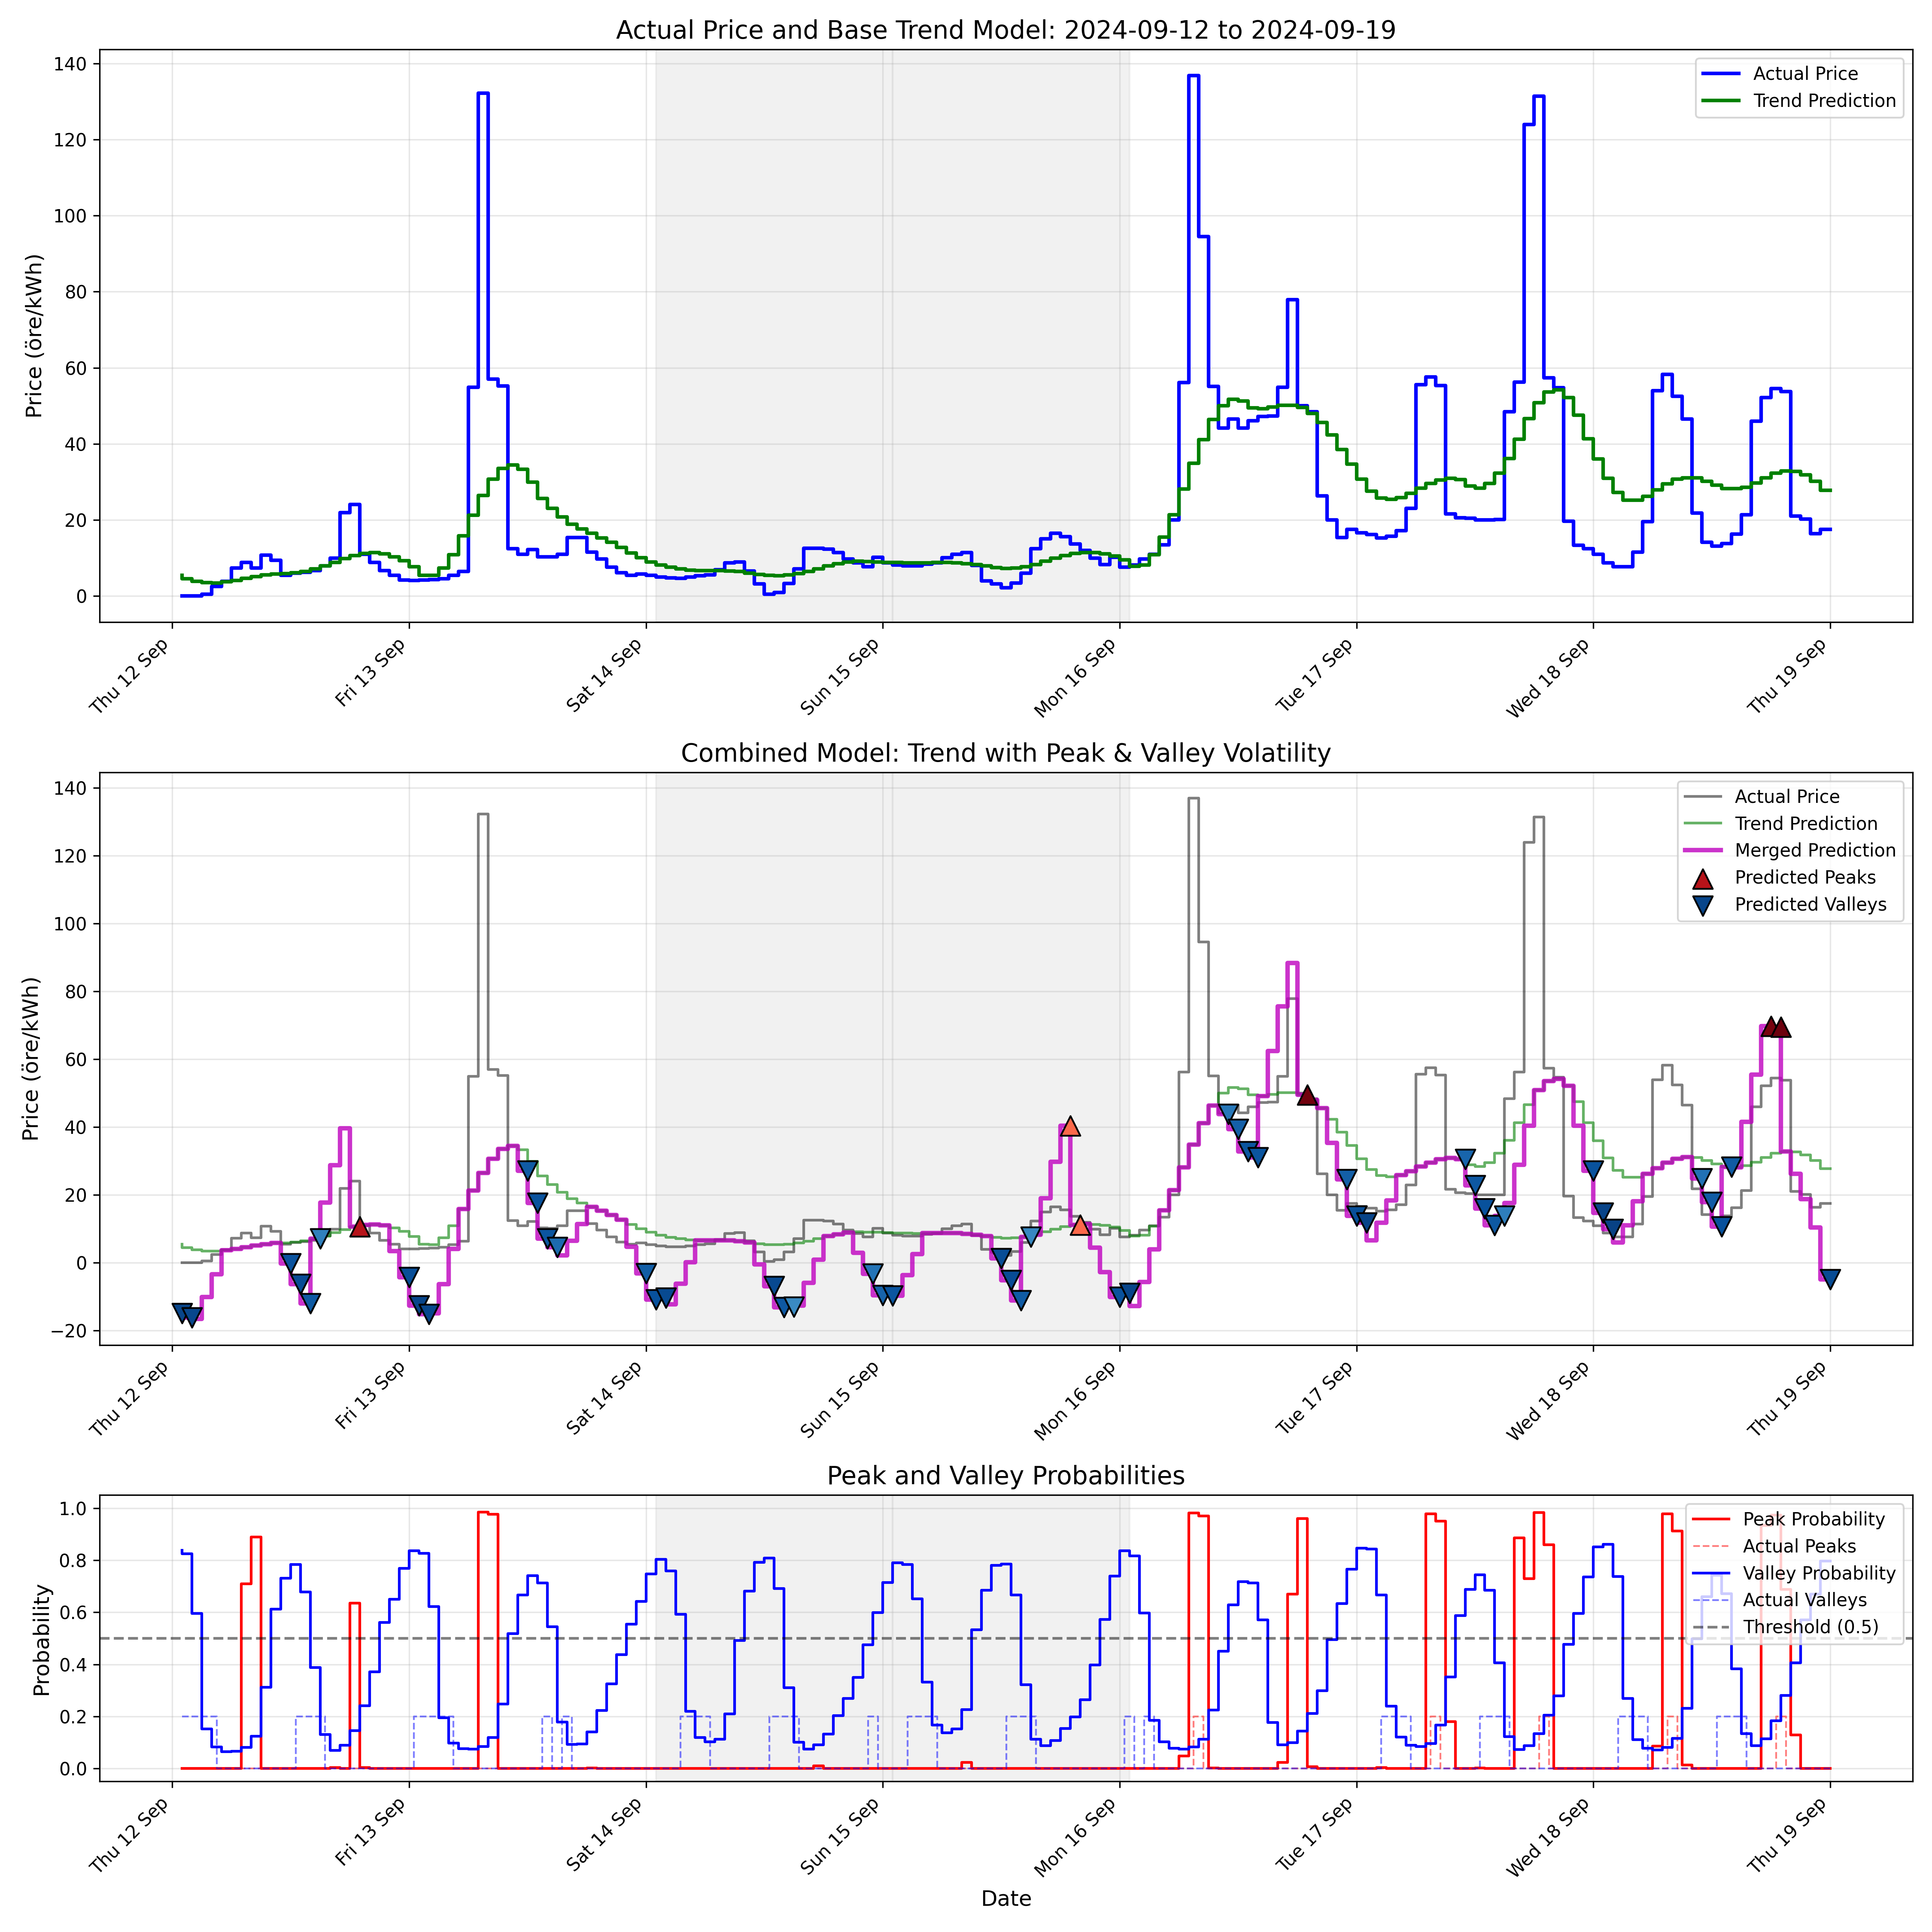 Actual Price and Base Trend Model: 2024-09-12 to 2024-09-19
Price (öre/kWh)
140
120
100
80
60
40
20
0
Actual Price
Trend Prediction
Thu 12 Sep
Fri 13 Sep
Sat 14 Sep
Sun 15 Sep
Mon 16 Sep
Tue 17 Sep
Wed 18 Sep
Thu 19 Sep
Combined Model: Trend with Peak & Valley Volatility
Price (öre/kWh)
140
120
100
80
60
40
20
0
−20
Actual Price
Trend Prediction
Merged Prediction
Predicted Peaks
Predicted Valleys
Thu 12 Sep
Fri 13 Sep
Sat 14 Sep
Sun 15 Sep
Mon 16 Sep
Tue 17 Sep
Wed 18 Sep
Thu 19 Sep
Peak and Valley Probabilities
Probability
1.0
0.8
0.6
0.4
0.2
0.0
Peak Probability
Actual Peaks
Valley Probability
Actual Valleys
Threshold (0.5)
Thu 12 Sep
Fri 13 Sep
Sat 14 Sep
Sun 15 Sep
Mon 16 Sep
Tue 17 Sep
Wed 18 Sep
Thu 19 Sep
Date